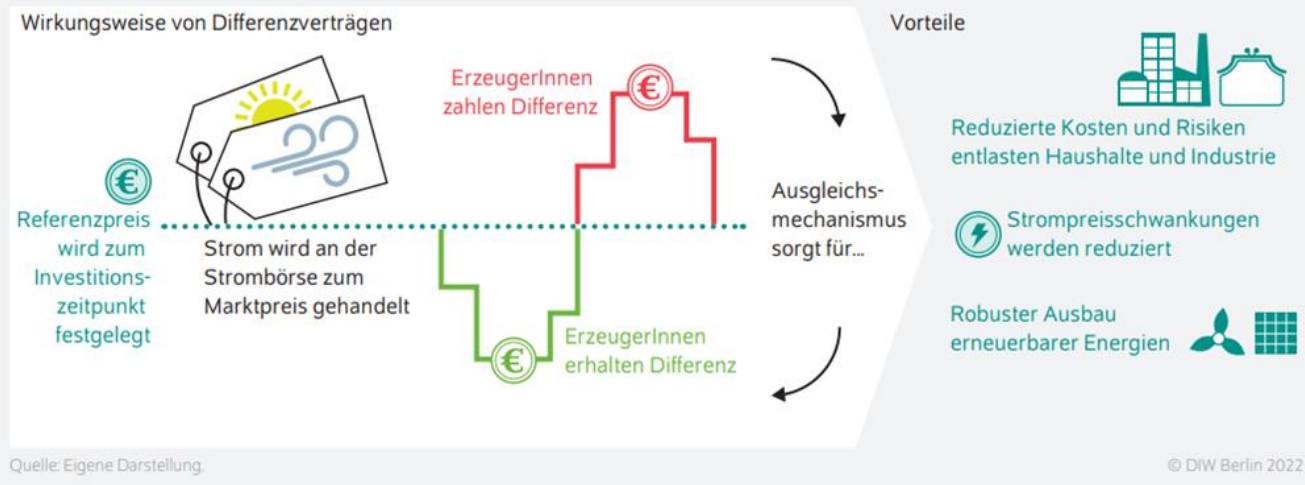 Wirkungsweise von Differenzverträgen
€
Referenzpreis
wird zum
Investitions-
zeitpunkt
festgelegt
Strom wird an der
Strombörse zum
Marktpreis gehandelt
ErzeugerInnen
zahlen Differenz
€
€
ErzeugerInnen
erhalten Differenz
Ausgleichs-
mechanismus
sorgt für...
Vorteile
Reduzierte Kosten und Risiken
entlasten Haushalte und Industrie
Strompreisschwankungen
werden reduziert
Robuster Ausbau
erneuerbarer Energien
Quelle: Eigene Darstellung.
© DIW Berlin 2022